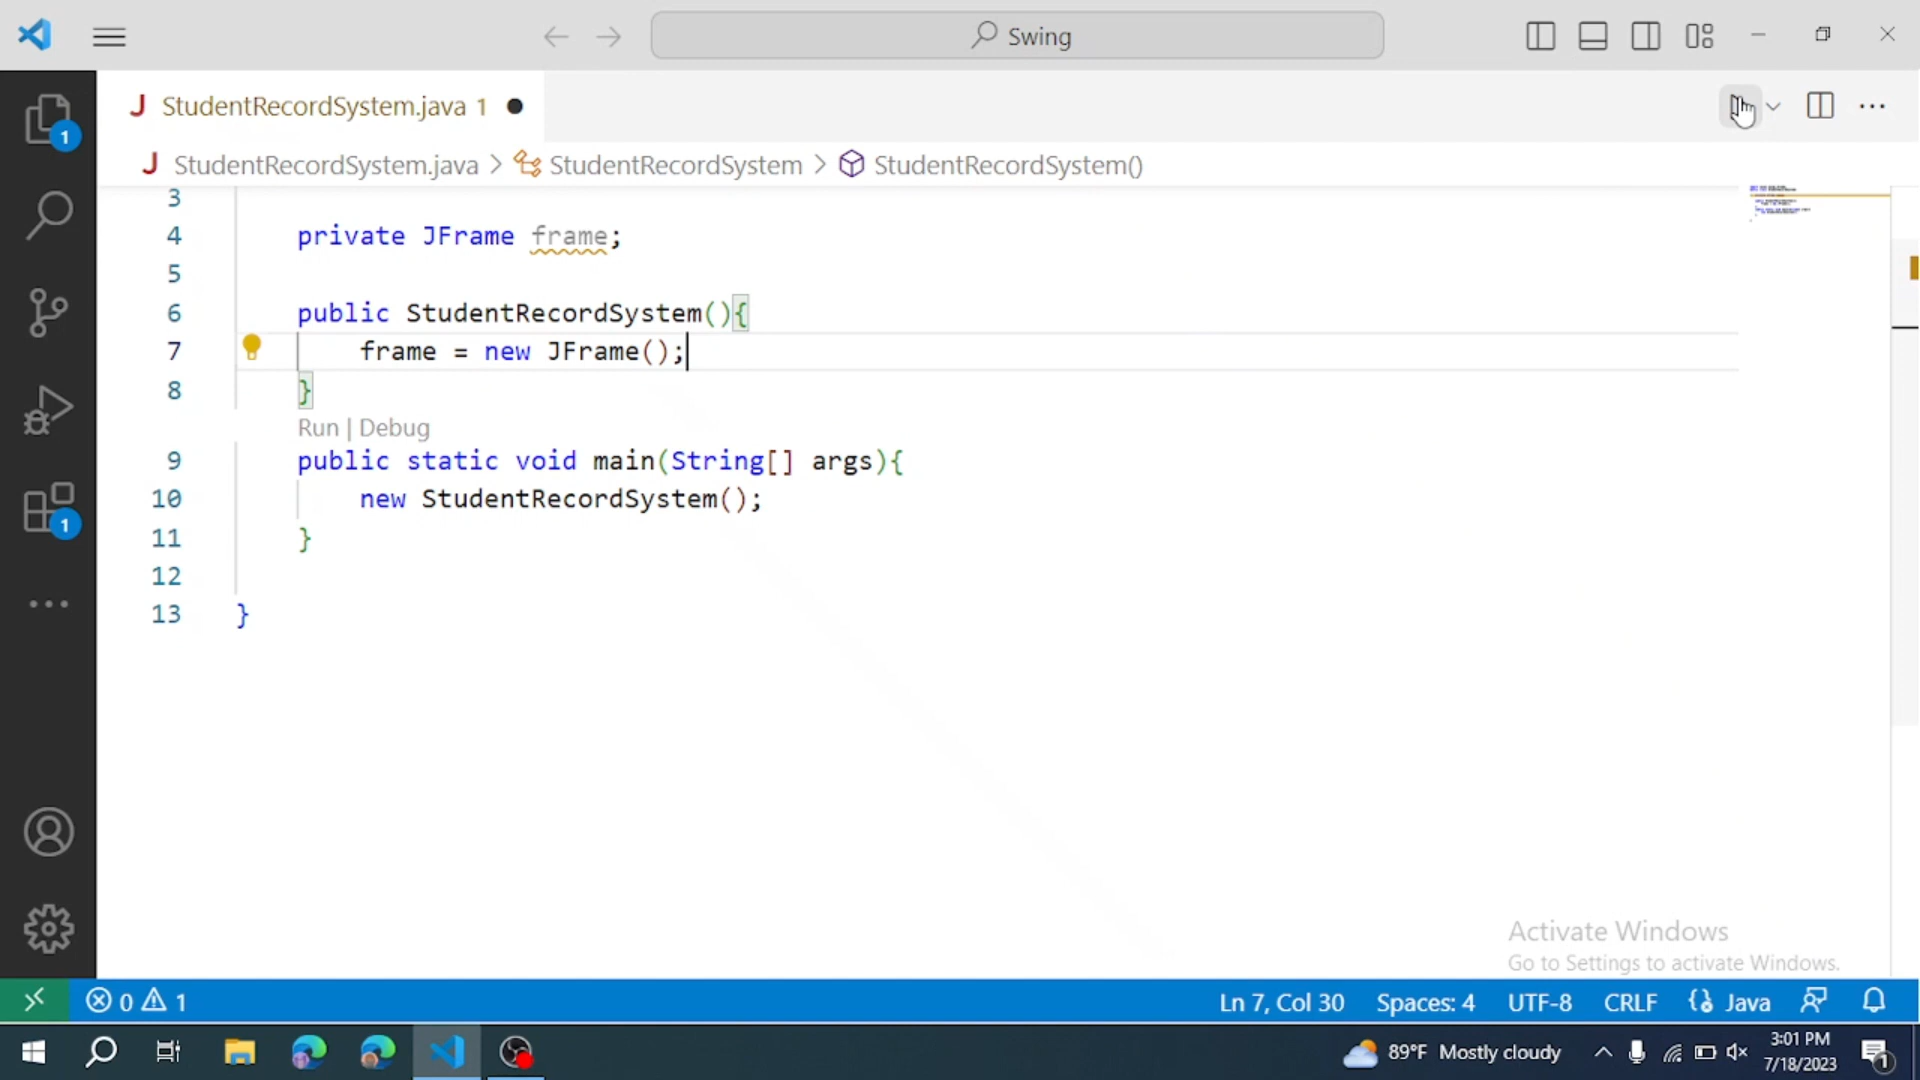 Swing
StudentRecordSystem.java 1
StudentRecordSystem.java > StudentRecordSystem > StudentRecordSystem()
3
4 private JFrame frame;
5
6 public StudentRecordSystem(){
7 frame = new JFrame();
8 }
Run | Debug
9 public static void main(String[] args){
10 new StudentRecordSystem();
11 }
12
13 }
Activate Windows
Go to Settings to activate Windows.
0 1 Ln 7, Col 30 Spaces: 4 UTF-8 CRLF Java
89°F Mostly cloudy 3:01 PM
7/18/2023
1
1
1